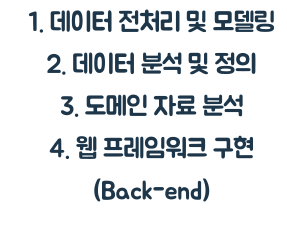 1. 데이터 전처리 및 모델링
2. 데이터 분석 및 정의
3. 도메인 자료 분석
4. 웹 프레임워크 구현
(Back-end)